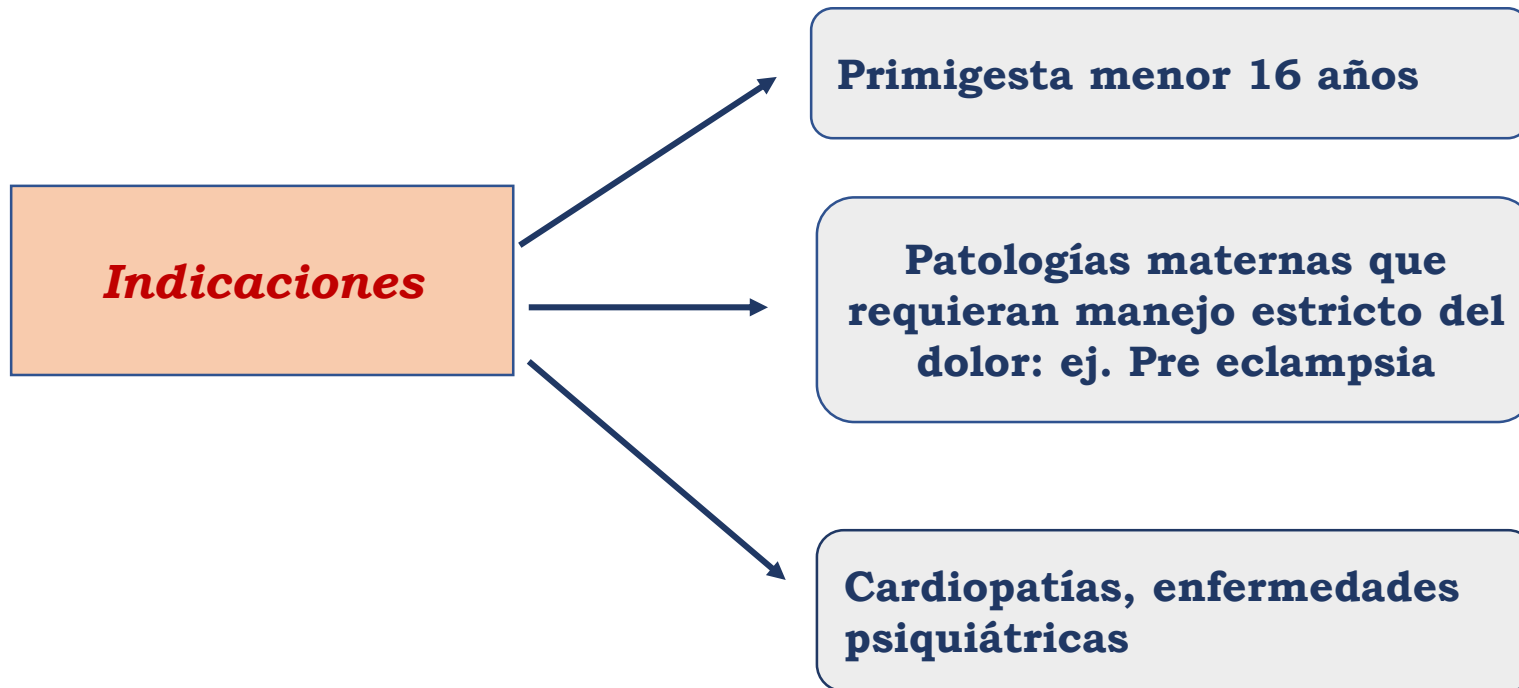 Indicaciones
Primigesta menor 16 años
Patologías maternas que
requieran manejo estricto del
dolor: ej. Pre eclampsia
Cardiopatías, enfermedades
psiquiátricas